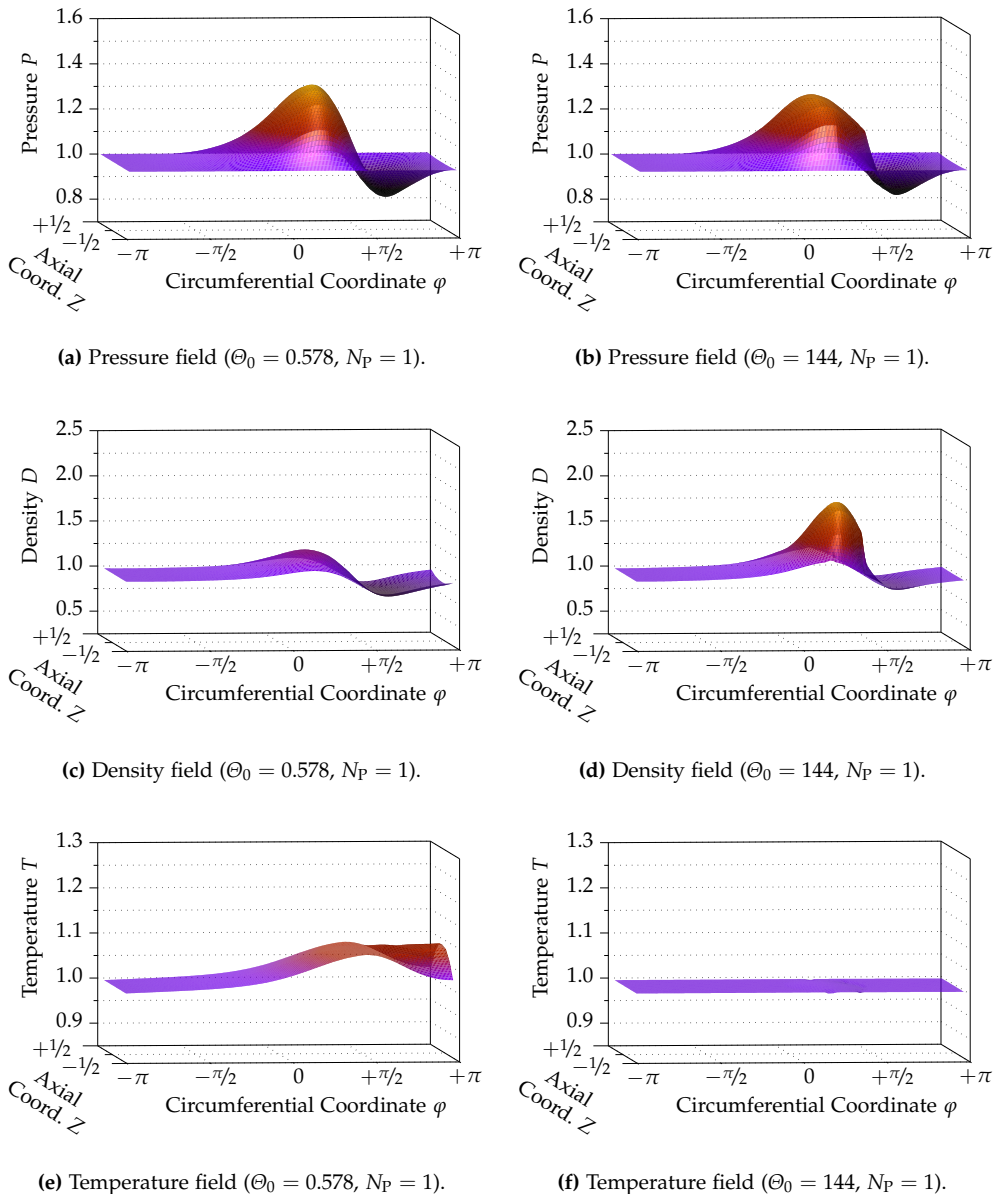 1.6
1.4
1.2
1.0
0.8
Pressure P
+1/2
−1/2
Axial
Coord. Z
−π
−π/2
0
+π/2
+π
Circumferential Coordinate φ
(a) Pressure field (Θ₀ = 0.578, N_P = 1).
1.6
1.4
1.2
1.0
0.8
Pressure P
+1/2
−1/2
Axial
Coord. Z
−π
−π/2
0
+π/2
+π
Circumferential Coordinate φ
(b) Pressure field (Θ₀ = 144, N_P = 1).
2.5
2.0
1.5
1.0
0.5
Density D
+1/2
−1/2
Axial
Coord. Z
−π
−π/2
0
+π/2
+π
Circumferential Coordinate φ
(c) Density field (Θ₀ = 0.578, N_P = 1).
2.5
2.0
1.5
1.0
0.5
Density D
+1/2
−1/2
Axial
Coord. Z
−π
−π/2
0
+π/2
+π
Circumferential Coordinate φ
(d) Density field (Θ₀ = 144, N_P = 1).
1.3
1.2
1.1
1.0
0.9
Temperature T
+1/2
−1/2
Axial
Coord. Z
−π
−π/2
0
+π/2
+π
Circumferential Coordinate φ
(e) Temperature field (Θ₀ = 0.578, N_P = 1).
1.3
1.2
1.1
1.0
0.9
Temperature T
+1/2
−1/2
Axial
Coord. Z
−π
−π/2
0
+π/2
+π
Circumferential Coordinate φ
(f) Temperature field (Θ₀ = 144, N_P = 1).